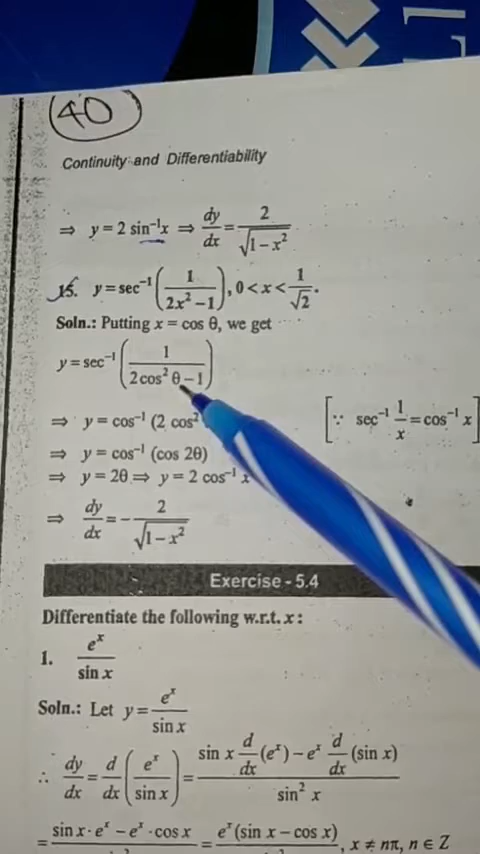 40
Continuity and Differentiability
⇒ y = 2 sin⁻¹x ⇒ dy/dx = 2/√(1−x²)
15. y = sec⁻¹(1/(2x²−1)), 0 < x < 1/√2.
Soln.: Putting x = cos θ, we get
y = sec⁻¹(1/(2cos² θ−1))
⇒ y = cos⁻¹ (2 cos² [∵ sec⁻¹ 1/x = cos⁻¹ x]
⇒ y = cos⁻¹ (cos 2θ)
⇒ y = 2θ ⇒ y = 2 cos⁻¹ x
⇒ dy/dx = − 2/√(1−x²)
Exercise - 5.4
Differentiate the following w.r.t. x :
1. eˣ/sin x
Soln.: Let y = eˣ/sin x
∴ dy/dx = d/dx (eˣ/sin x) = (sin x d/dx (eˣ) − eˣ d/dx (sin x))/sin² x
= sin x · eˣ − eˣ · cos x = eˣ (sin x − cos x) , x ≠ nπ, n ∈ Z